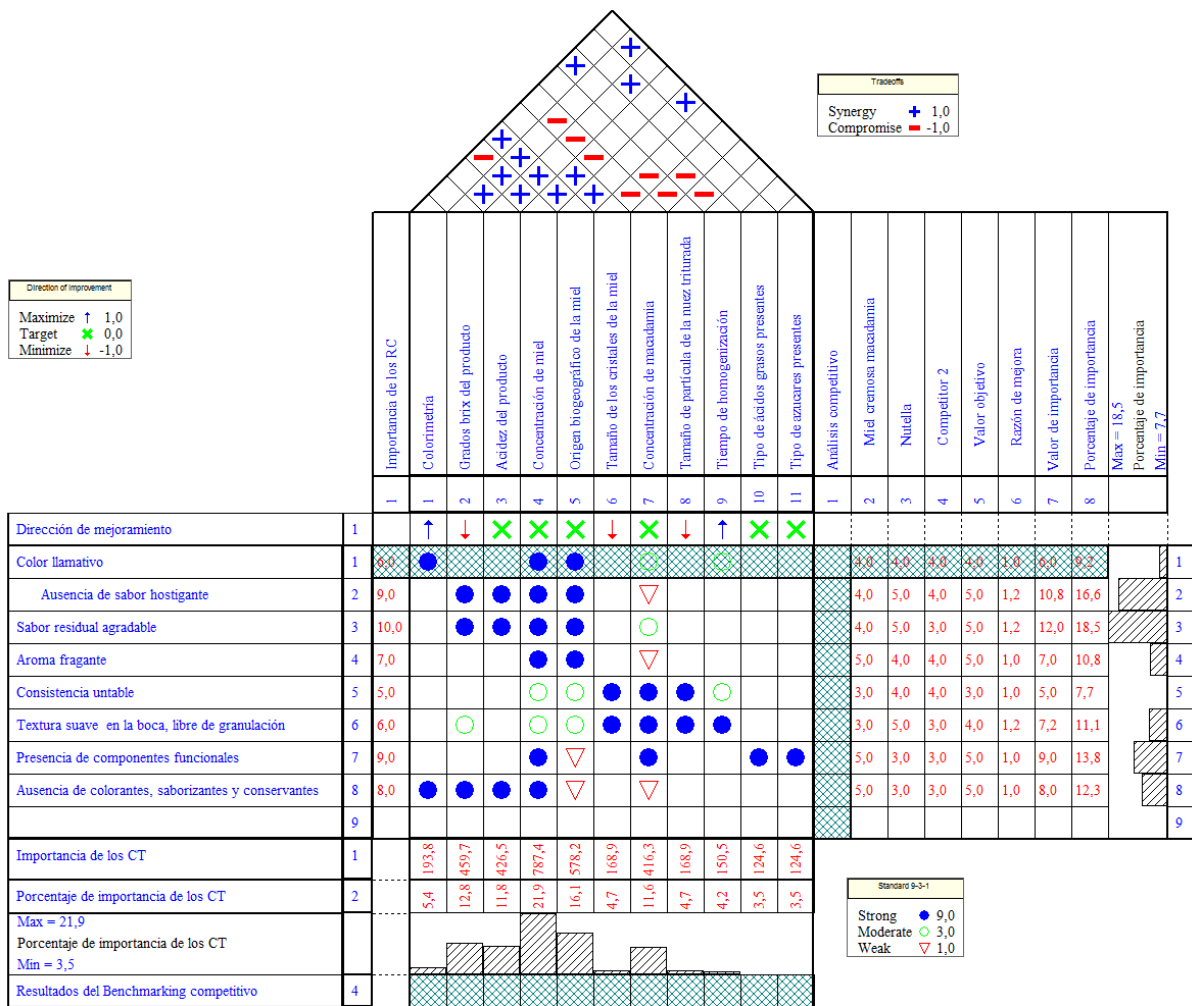 Tradeoffs
Synergy 1,0
Compromise -1,0
Direction of Improvement
Maximize 1,0
Target 0,0
Minimize -1,0
Importancia de los RC
Colorimetría
Grados brix del producto
Acidez del producto
Concentración de miel
Origen biogeográfico de la miel
Tamaño de los cristales de la miel
Concentración de macadamia
Tamaño de partícula de la nuez triturada
Tiempo de homogenización
Tipo de ácidos grasos presentes
Tipo de azucares presentes
Análisis competitivo
Miel cremosa macadamia
Nutella
Competitor 2
Valor objetivo
Razón de mejora
Valor de importancia
Porcentaje de importancia
Max = 18,5
Porcentaje de importancia
Min = 7,7
1 1 2 3 4 5 6 7 8 9 10 11 1 2 3 4 5 6 7 8
Dirección de mejoramiento 1
Color llamativo 1 6,0 4,0 4,0 4,0 4,0 1,0 6,0 9,2 1
Ausencia de sabor hostigante 2 9,0 4,0 5,0 4,0 5,0 1,2 10,8 16,6 2
Sabor residual agradable 3 10,0 4,0 5,0 3,0 5,0 1,2 12,0 18,5 3
Aroma fragante 4 7,0 5,0 4,0 4,0 5,0 1,0 7,0 10,8 4
Consistencia untable 5 5,0 3,0 4,0 4,0 3,0 1,0 5,0 7,7 5
Textura suave en la boca, libre de granulación 6 6,0 3,0 5,0 3,0 4,0 1,2 7,2 11,1 6
Presencia de componentes funcionales 7 9,0 5,0 3,0 3,0 5,0 1,0 9,0 13,8 7
Ausencia de colorantes, saborizantes y conservantes 8 8,0 5,0 3,0 3,0 5,0 1,0 8,0 12,3 8
9 9
Importancia de los CT 1 193,8 459,7 426,5 787,4 578,2 168,9 416,3 168,9 150,5 124,6 124,6
Porcentaje de importancia de los CT 2 5,4 12,8 11,8 21,9 16,1 4,7 11,6 4,7 4,2 3,5 3,5
Max = 21,9
Porcentaje de importancia de los CT
Min = 3,5
Resultados del Benchmarking competitivo 4
Standard 9-3-1
Strong 9,0
Moderate 3,0
Weak 1,0